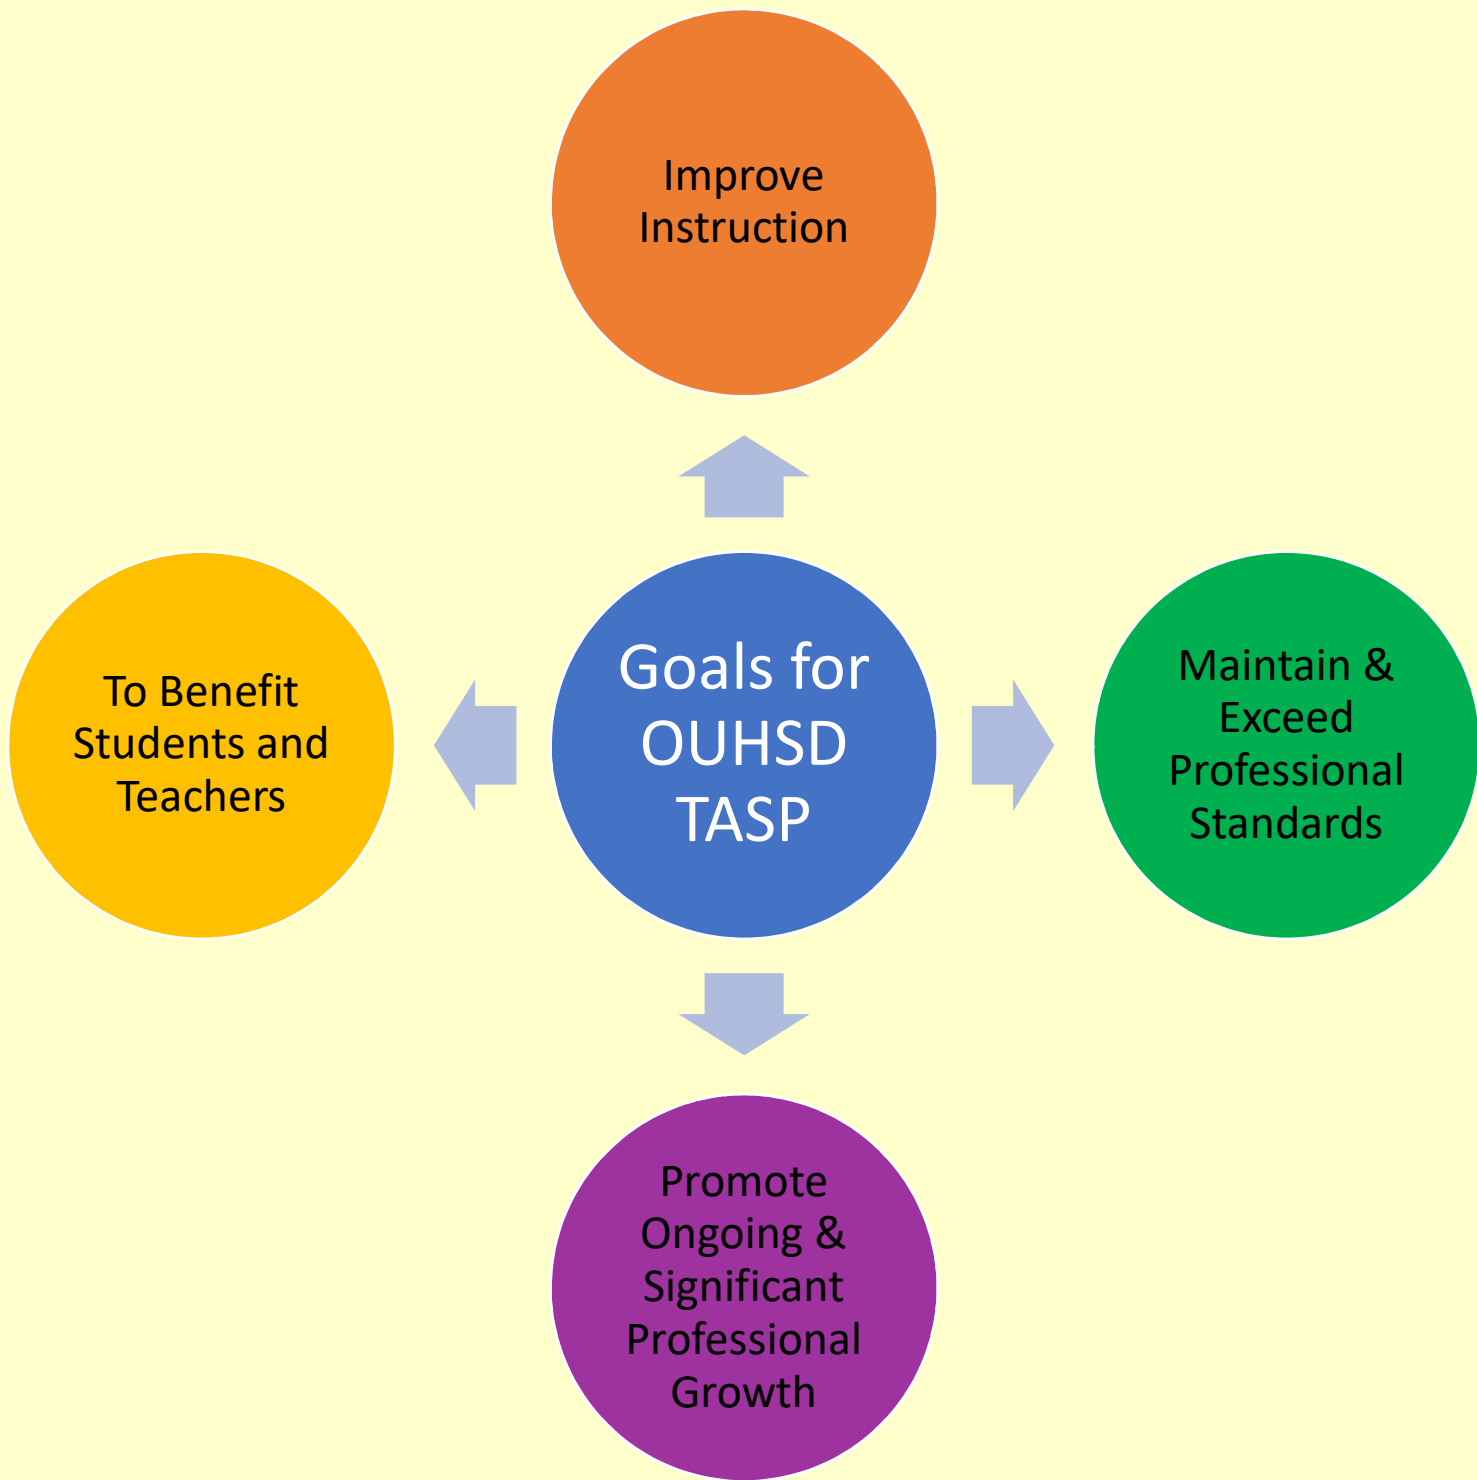 Improve
Instruction
To Benefit
Students and
Teachers
Goals for
OUHSD
TASP
Maintain &
Exceed
Professional
Standards
Promote
Ongoing &
Significant
Professional
Growth